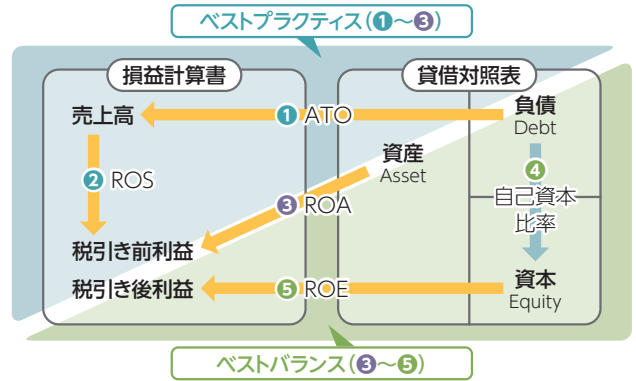 ベストプラクティス(❶〜❸)
損益計算書
貸借対照表
売上高
❶ ATO
負債
Debt
資産
Asset
❷ ROS
❹
自己資本
比率
❸ ROA
税引き前利益
税引き後利益
❺ ROE
資本
Equity
ベストバランス(❸〜❺)